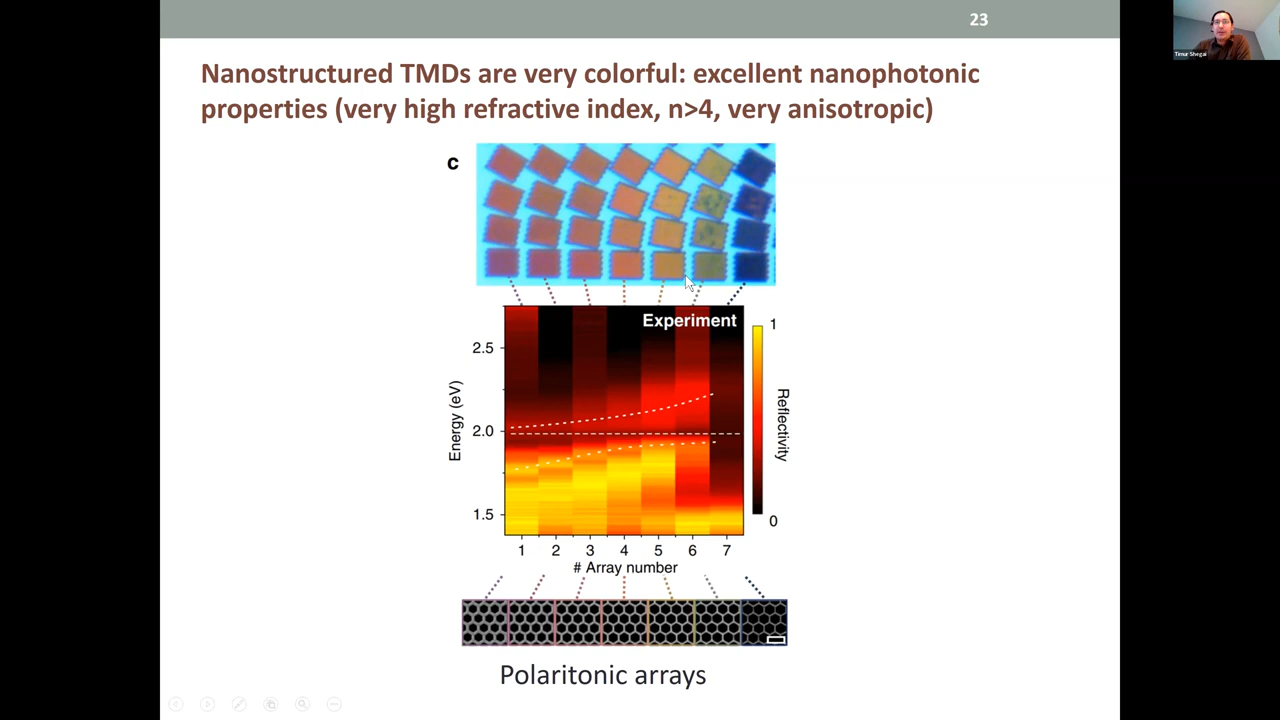 23
Timur Shegai
Nanostructured TMDs are very colorful: excellent nanophotonic
properties (very high refractive index, n>4, very anisotropic)
c
Experiment
1
2.5
Energy (eV)
2.0
Reflectivity
1.5
0
1 2 3 4 5 6 7
# Array number
Polaritonic arrays